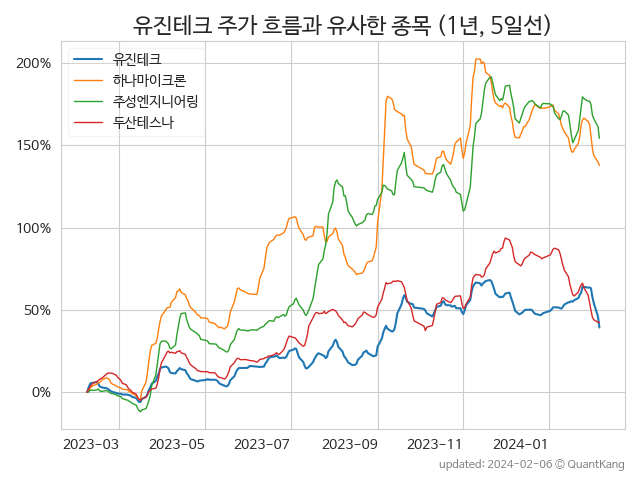 유진테크 주가 흐름과 유사한 종목 (1년, 5일선)
유진테크
하나마이크론
주성엔지니어링
두산테스나
200%
150%
100%
50%
0%
2023-03 2023-05 2023-07 2023-09 2023-11 2024-01
updated: 2024-02-06 © QuantKang